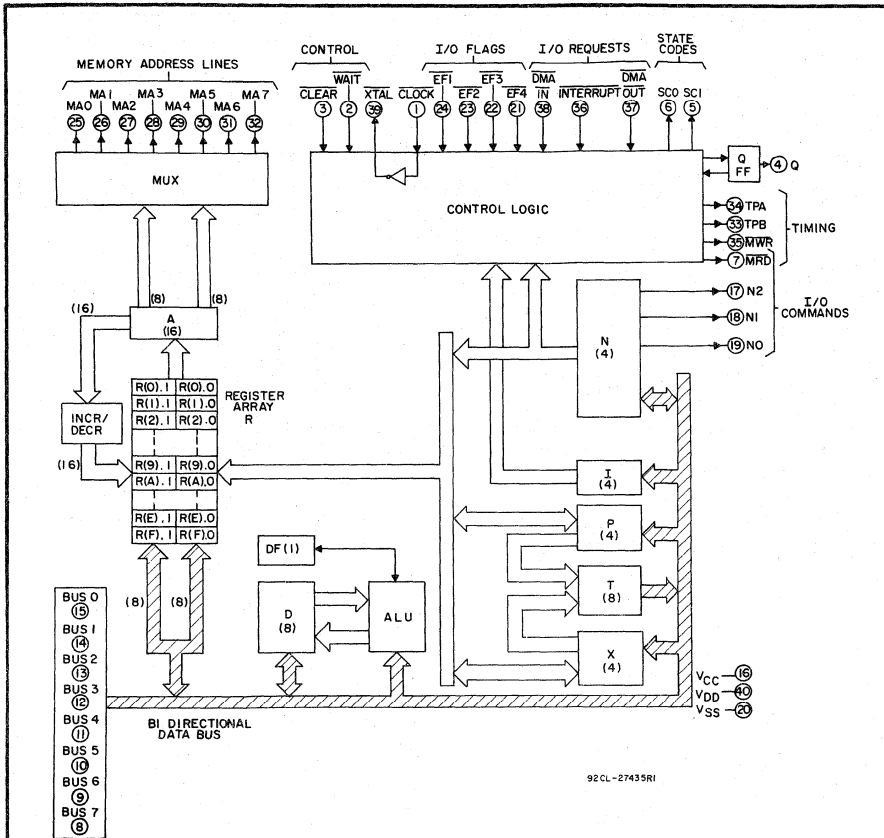 MEMORY ADDRESS LINES
MA0 MA1 MA2 MA3 MA4 MA5 MA6 MA7
25 26 27 28 29 30 31 32
MUX
CONTROL
I/O FLAGS
I/O REQUESTS
STATE CODES
CLEAR WAIT XTAL CLOCK EF1 EF2 EF3 EF4 DMA IN INTERRUPT DMA OUT SC0 SC1
3 2 39 1 24 23 22 21 38 36 37 6 5
CONTROL LOGIC
Q FF
4 Q
34 TPA
33 TPB
35 MWR
7 MRD
TIMING
17 N2
18 N1
19 N0
I/O COMMANDS
(8) (8)
(16)
A
(16)
R(0).1 R(0).0
R(1).1 R(1).0
R(2).1 R(2).0
REGISTER ARRAY R
INCR/DECR
(16)
R(9).1 R(9).0
R(A).1 R(A).0
R(E).1 R(E).0
R(F).1 R(F).0
(8) (8)
N
(4)
I
(4)
P
(4)
T
(8)
X
(4)
DF(1)
D
(8)
ALU
BUS 0
15
BUS 1
14
BUS 2
13
BUS 3
12
BUS 4
11
BUS 5
10
BUS 6
9
BUS 7
8
BI DIRECTIONAL
DATA BUS
VCC 16
VDD 40
VSS 20
92CL-27435R1